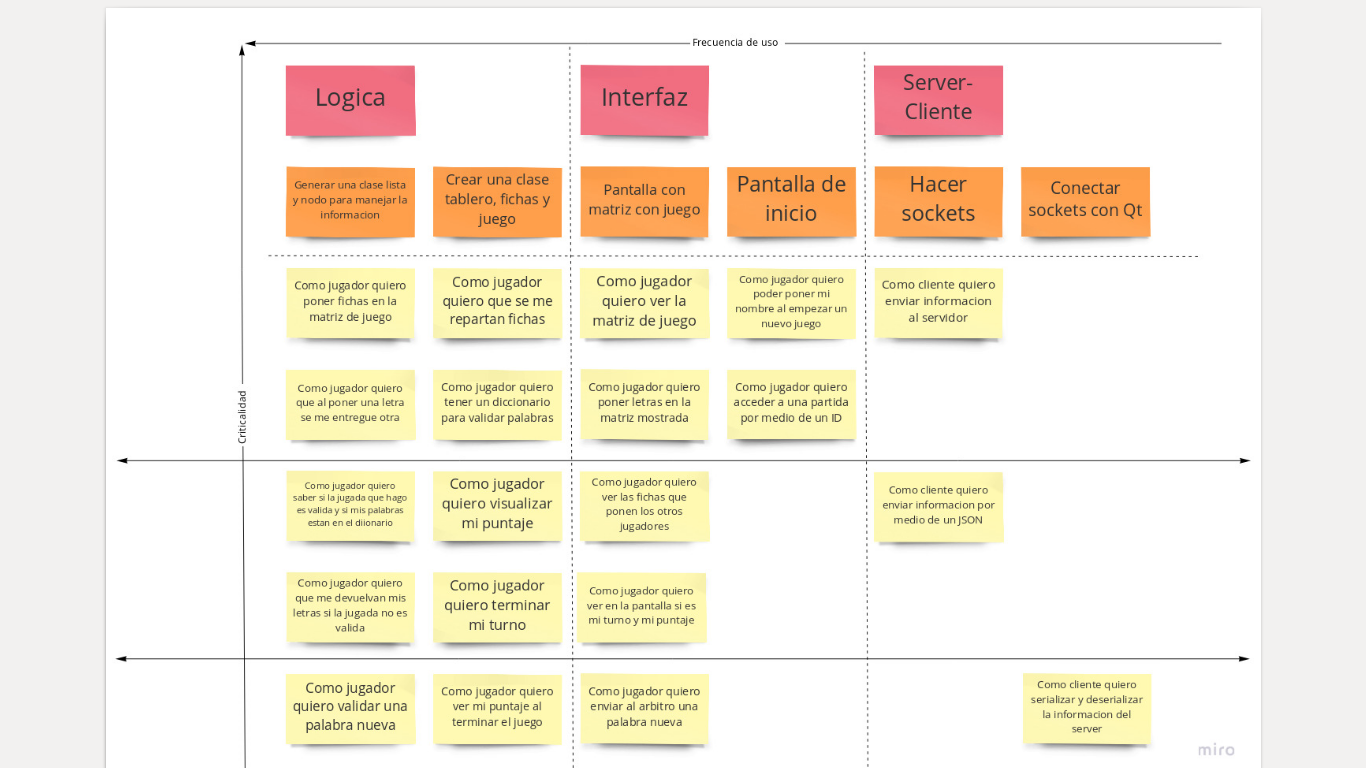 Frecuencia de uso
Logica
Interfaz
Server-
Cliente
Generar una clase lista
y nodo para manejar la
informacion
Crear una clase
tablero, fichas y
juego
Pantalla con
matriz con juego
Pantalla de
inicio
Hacer
sockets
Conectar
sockets con Qt
Como jugador quiero
poner fichas en la
matriz de juego
Como jugador
quiero que se me
repartan fichas
Como jugador
quiero ver la
matriz de juego
Como jugador quiero
poder poner mi
nombre al empezar un
nuevo juego
Como cliente quiero
enviar informacion
al servidor
Criticalidad
Como jugador quiero
que al poner una letra
se me entregue otra
Como jugador quiero
tener un diccionario
para validar palabras
Como jugador quiero
poner letras en la
matriz mostrada
Como jugador quiero
acceder a una partida
por medio de un ID
Como jugador quiero
saber si la jugada que hago
es valida y si mis palabras
estan en el diionario
Como jugador
quiero visualizar
mi puntaje
Como jugador quiero
ver las fichas que
ponen los otros
jugadores
Como cliente quiero
enviar informacion por
medio de un JSON
Como jugador quiero
que me devuelvan mis
letras si la jugada no es
valida
Como jugador
quiero terminar
mi turno
Como jugador quiero
ver en la pantalla si es
mi turno y mi puntaje
Como jugador
quiero validar una
palabra nueva
Como jugador quiero
ver mi puntaje al
terminar el juego
Como jugador quiero
enviar al arbitro una
palabra nueva
Como cliente quiero
serializar y deserializar
la informacion del
server
miro